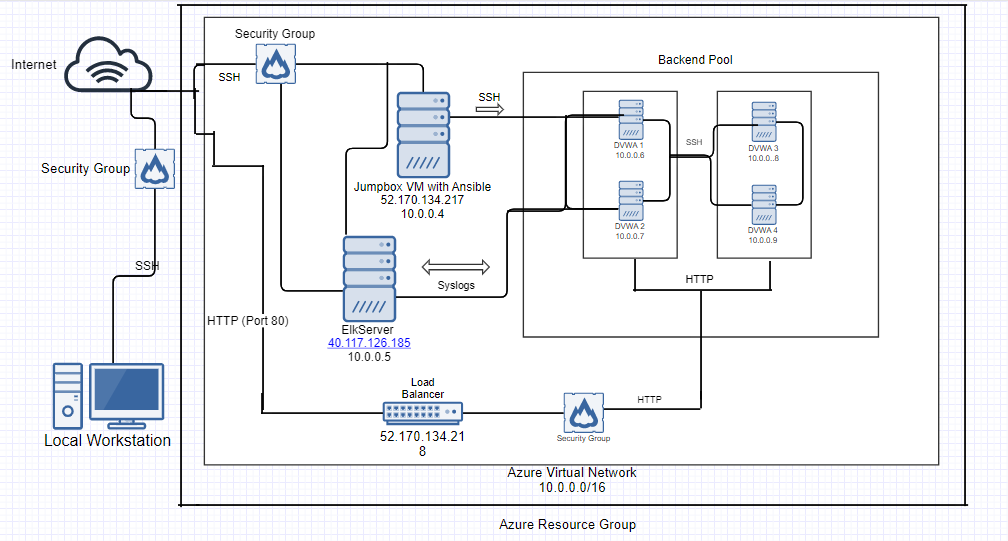 Security Group
Internet
SSH
Backend Pool
SSH
DVWA 1
10.0.0.6
SSH
DVWA 3
10.0.0..8
Security Group
Jumpbox VM with Ansible
52.170.134.217
10.0.0.4
DVWA 2
10.0.0.7
DVWA 4
10.0.0.9
SSH
Syslogs
HTTP
HTTP (Port 80)
ElkServer
40.117.126.185
10.0.0.5
Load
Balancer
HTTP
Local Workstation
52.170.134.21
8
Security Group
Azure Virtual Network
10.0.0.0/16
Azure Resource Group